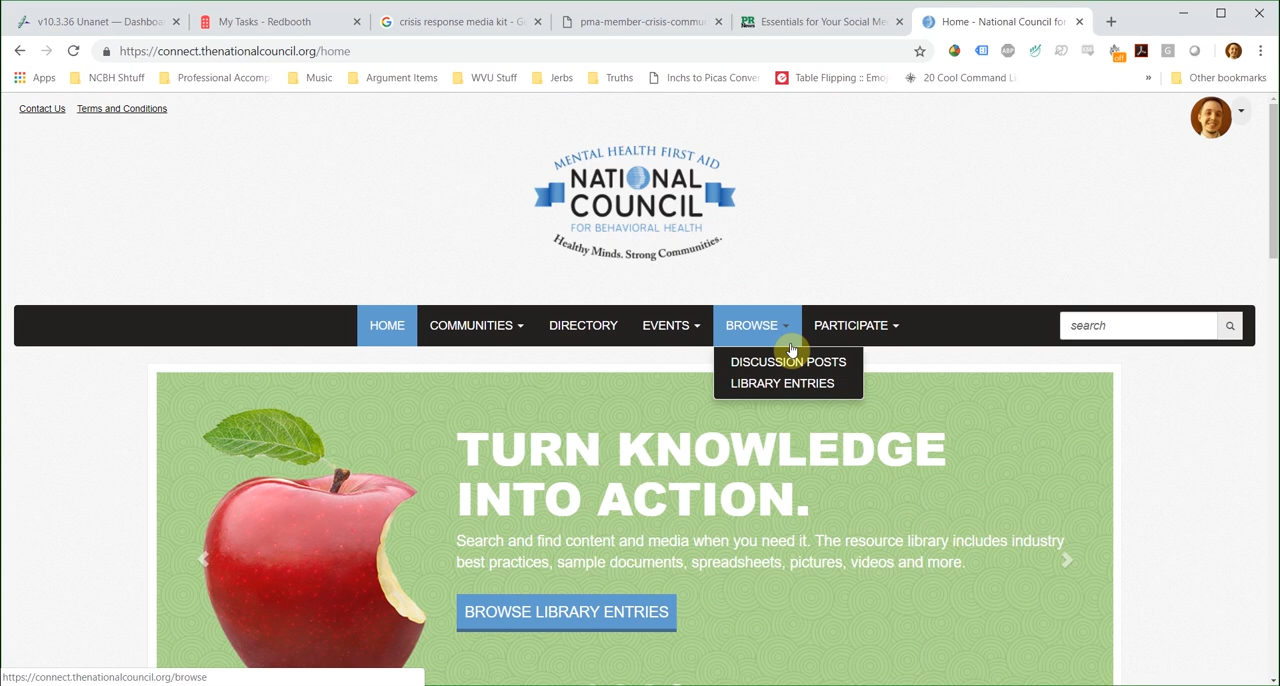 v10.3.36 Unanet — Dashboa
My Tasks - Redbooth
crisis response media kit - G
pma-member-crisis-commu
Essentials for Your Social Me
Home - National Council for
https://connect.thenationalcouncil.org/home
Apps
NCBH Shtuff
Professional Accomp
Music
Argument Items
WVU Stuff
Jerbs
Truths
Inchs to Picas Conver
Table Flipping :: Emoj
20 Cool Command Li
»
Other bookmarks
Contact Us
Terms and Conditions
MENTAL HEALTH FIRST AID
NATIONAL
COUNCIL
FOR BEHAVIORAL HEALTH
Healthy Minds. Strong Communities.
HOME
COMMUNITIES
DIRECTORY
EVENTS
BROWSE
PARTICIPATE
search
DISCUSSION POSTS
LIBRARY ENTRIES
TURN KNOWLEDGE
INTO ACTION.
Search and find content and media when you need it. The resource library includes industry
best practices, sample documents, spreadsheets, pictures, videos and more.
BROWSE LIBRARY ENTRIES
https://connect.thenationalcouncil.org/browse